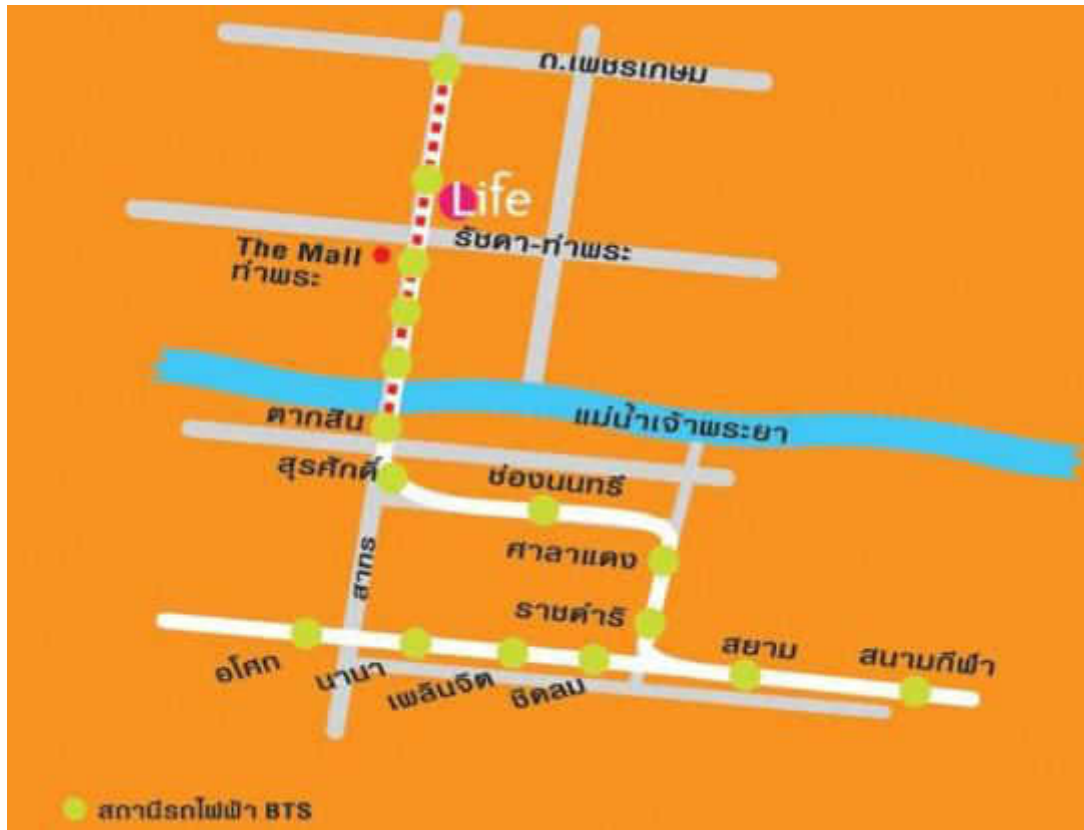 ถ.เพชรเกษม
Life
รัชดา-ท่าพระ
The Mall
ท่าพระ
ตากสิน
แม่น้ำเจ้าพระยา
สุรศักดิ์
ช่องนนทรี
ศาลาแดง
สาทร
ราชดำริ
สยาม
สนามกีฬา
อโศก
นานา
เพลินจิต
ชิดลม
สถานีรถไฟฟ้า BTS